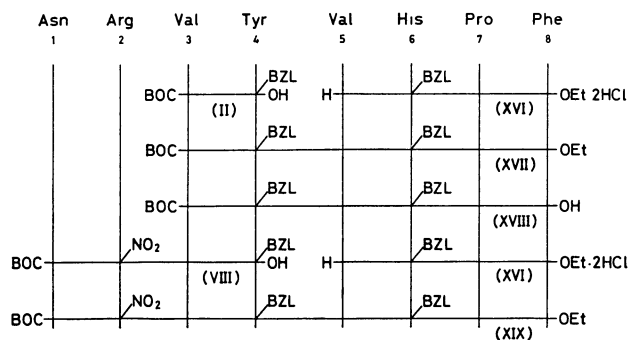 Asn Arg Val Tyr Val His Pro Phe
1 2 3 4 5 6 7 8
BZL BZL
BOC OH H OEt 2HCl
(II) (XVI)
BZL BZL
BOC OEt
(XVII)
BZL BZL
BOC OH
(XVIII)
NO₂ BZL BZL
BOC OH H OEt·2HCl
(VIII) (XVI)
NO₂ BZL BZL
BOC OEt
(XIX)